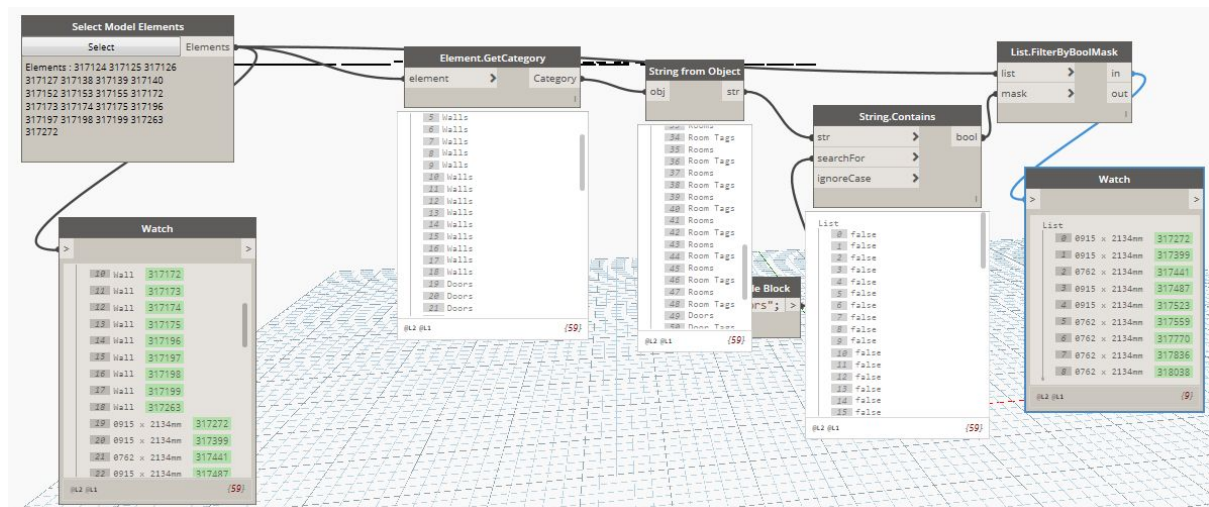 Select Model Elements
Select
Elements
Elements : 317124 317125 317126
317127 317138 317139 317140
317152 317153 317155 317172
317173 317174 317175 317196
317197 317198 317199 317263
317272
Watch
>
>
10 Wall 317172
11 Wall 317173
12 Wall 317174
13 Wall 317175
14 Wall 317196
15 Wall 317197
16 Wall 317198
17 Wall 317199
18 Wall 317263
19 0915 x 2134mm 317272
20 0915 x 2134mm 317399
21 0762 x 2134mm 317441
22 0915 x 2134mm 317487
@L2 @L1
{59}
Element.GetCategory
element >
Category
l
5 Walls
6 Walls
7 Walls
8 Walls
9 Walls
10 Walls
11 Walls
12 Walls
13 Walls
14 Walls
15 Walls
16 Walls
17 Walls
18 Walls
19 Doors
20 Doors
21 Doors
@L2 @L1
{59}
String from Object
obj
str
33 Rooms
34 Room Tags
35 Rooms
36 Room Tags
37 Rooms
38 Room Tags
39 Rooms
40 Room Tags
41 Rooms
42 Room Tags
43 Rooms
44 Room Tags
45 Rooms
46 Room Tags
47 Rooms
48 Room Tags
49 Doors
50 Door Tags
@L2 @L1
{59}
le Block
rs"; >
String.Contains
str >
searchFor >
ignoreCase >
bool
l
List
0 false
1 false
2 false
3 false
4 false
5 false
6 false
7 false
8 false
9 false
10 false
11 false
12 false
13 false
14 false
15 false
@L2 @L1
{59}
List.FilterByBoolMask
list >
in
mask >
out
l
Watch
>
>
List
0 0915 x 2134mm 317272
1 0915 x 2134mm 317399
2 0762 x 2134mm 317441
3 0915 x 2134mm 317487
4 0915 x 2134mm 317523
5 0762 x 2134mm 317559
6 0762 x 2134mm 317770
7 0762 x 2134mm 317836
8 0762 x 2134mm 318038
@L2 @L1
{9}